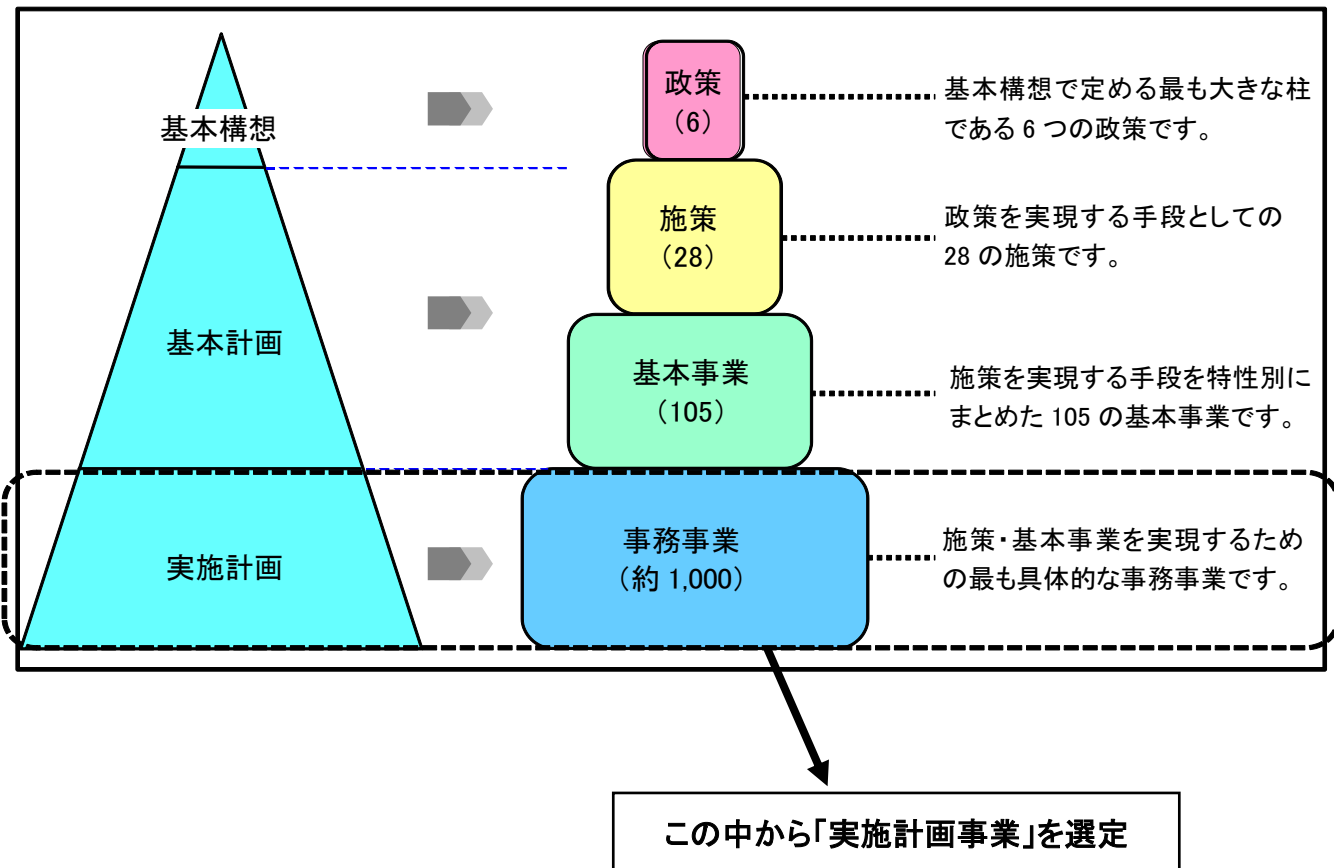 基本構想
基本計画
実施計画
政策
（6）
基本構想で定める最も大きな柱
である 6 つの政策です。
施策
（28）
政策を実現する手段としての
28 の施策です。
基本事業
（105）
施策を実現する手段を特性別に
まとめた 105 の基本事業です。
事務事業
（約 1,000）
施策・基本事業を実現するため
の最も具体的な事務事業です。
この中から「実施計画事業」を選定